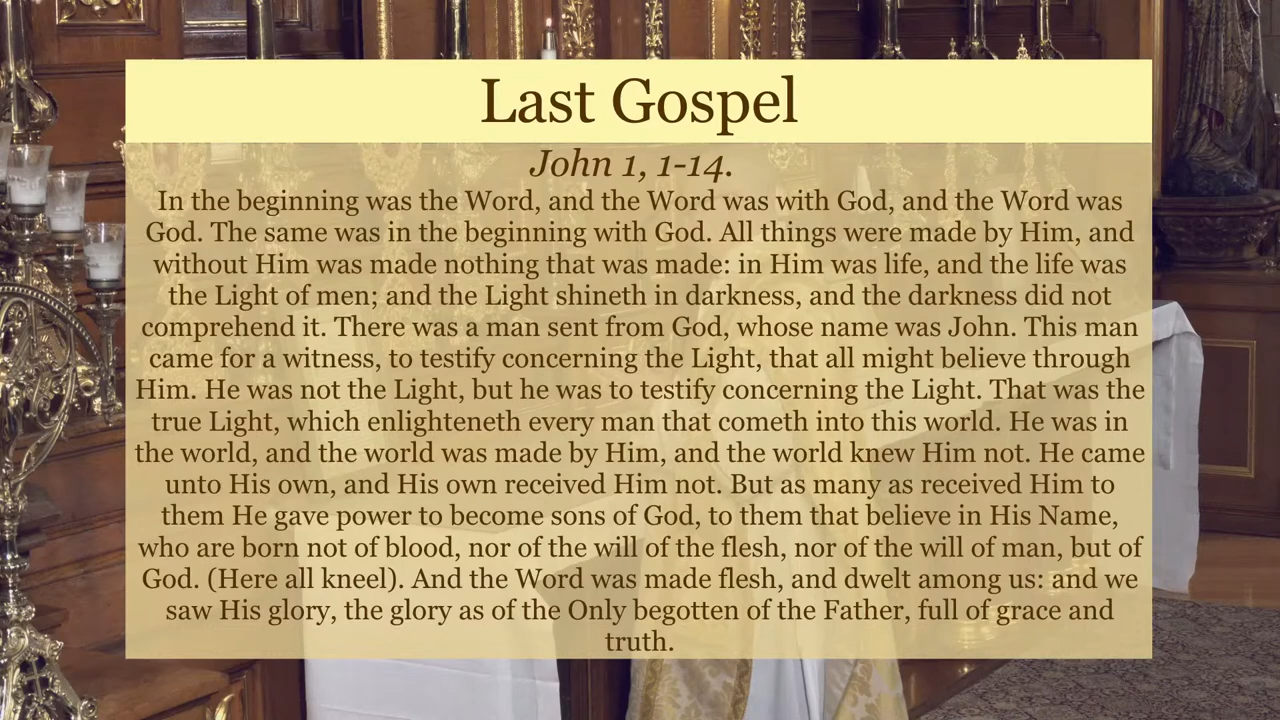 Last Gospel
John 1, 1-14.
In the beginning was the Word, and the Word was with God, and the Word was
God. The same was in the beginning with God. All things were made by Him, and
without Him was made nothing that was made: in Him was life, and the life was
the Light of men; and the Light shineth in darkness, and the darkness did not
comprehend it. There was a man sent from God, whose name was John. This man
came for a witness, to testify concerning the Light, that all might believe through
Him. He was not the Light, but he was to testify concerning the Light. That was the
true Light, which enlighteneth every man that cometh into this world. He was in
the world, and the world was made by Him, and the world knew Him not. He came
unto His own, and His own received Him not. But as many as received Him to
them He gave power to become sons of God, to them that believe in His Name,
who are born not of blood, nor of the will of the flesh, nor of the will of man, but of
God. (Here all kneel). And the Word was made flesh, and dwelt among us: and we
saw His glory, the glory as of the Only begotten of the Father, full of grace and
truth.